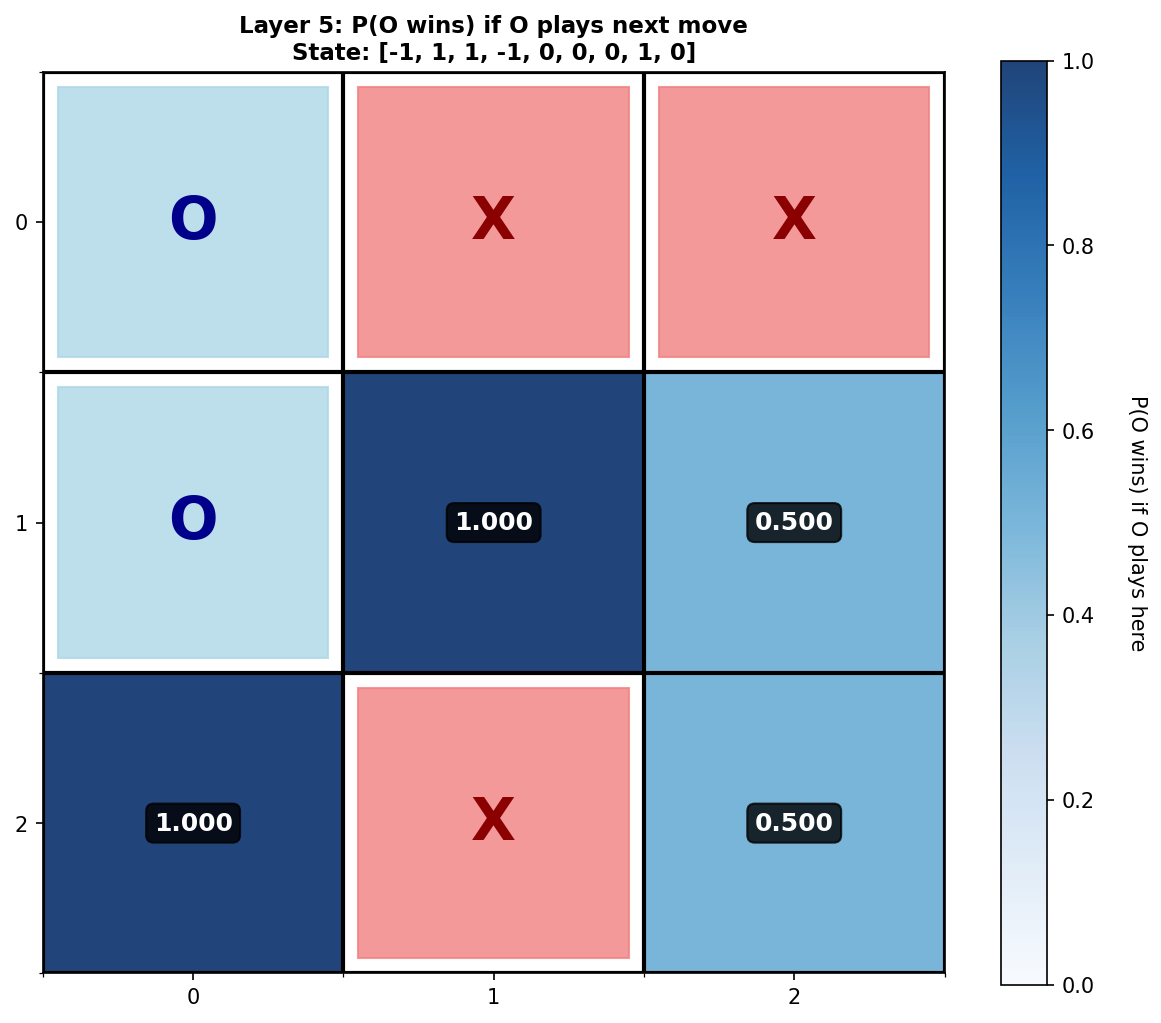 Layer 5: P(O wins) if O plays next move
State: [-1, 1, 1, -1, 0, 0, 0, 1, 0]
0
O
X
X
1
O
1.000
0.500
2
1.000
X
0.500
0
1
2
1.0
0.8
0.6
0.4
0.2
0.0
P(O wins) if O plays here